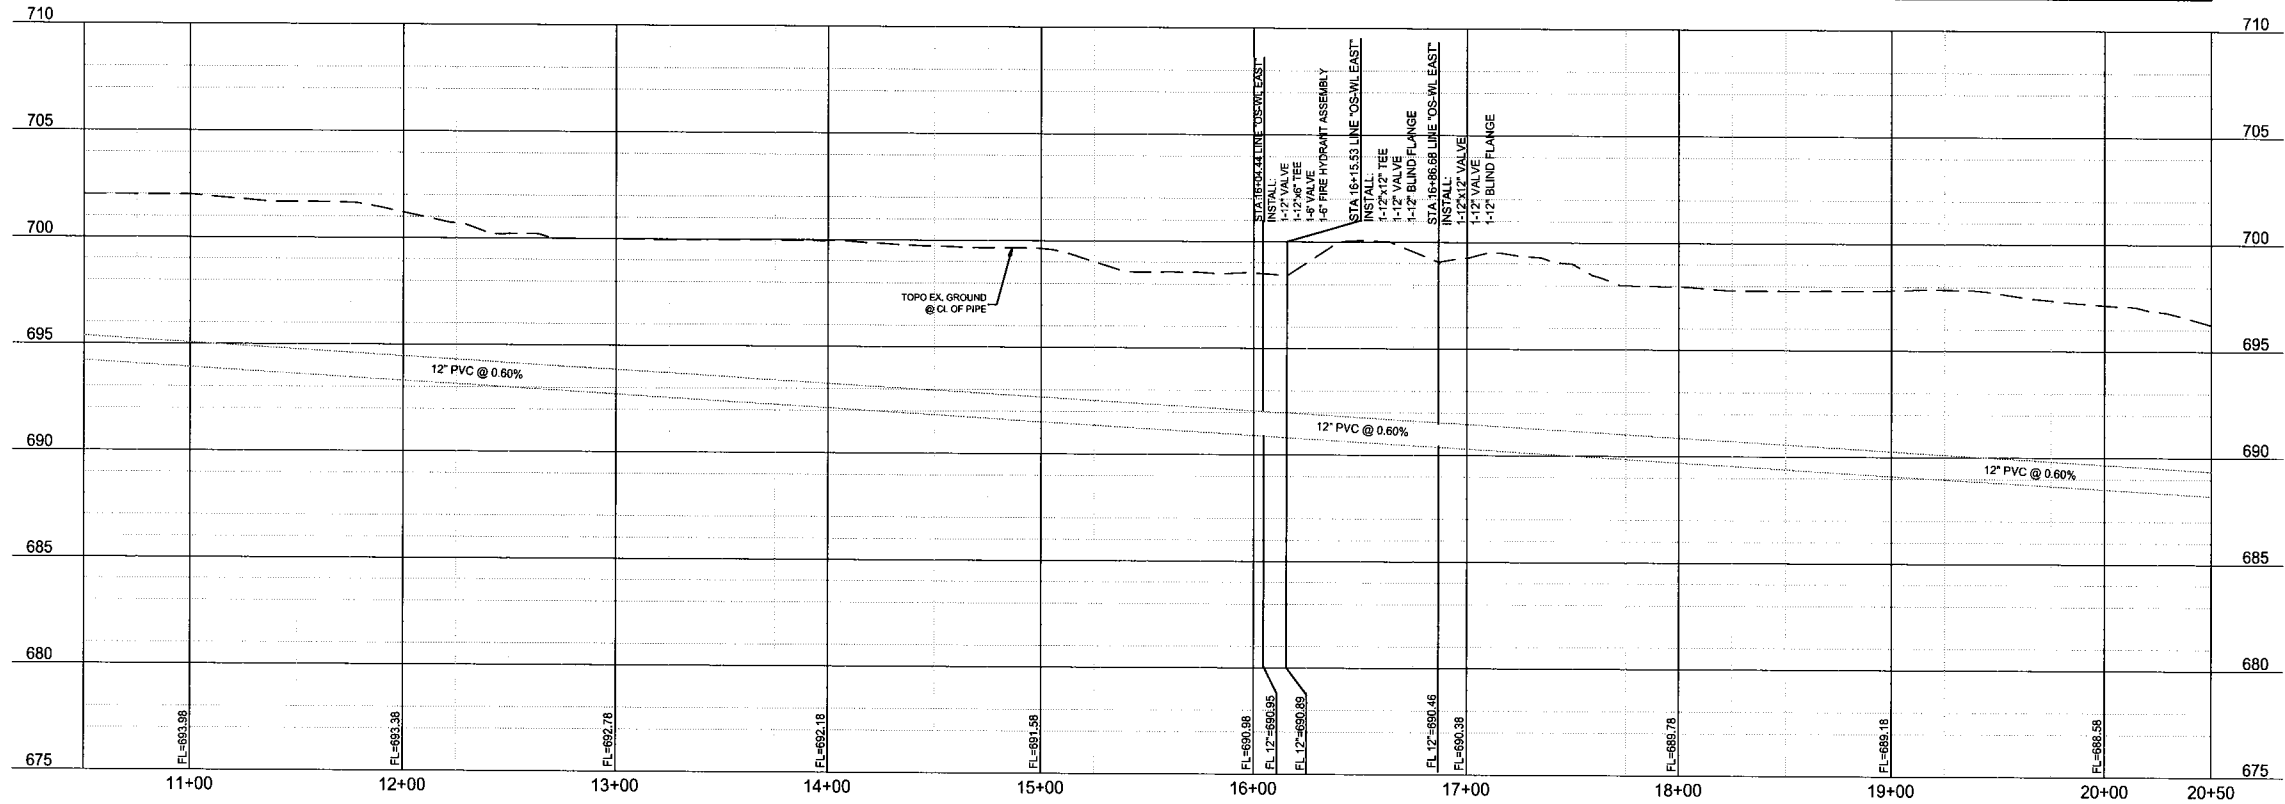 710
710
705
705
700
700
695
695
690
690
685
685
680
680
675
675
STA.16+04.44 LINE "OS-WL EAST"
INSTALL:
1-12" VALVE
1-12"x6" TEE
1-6' VALVE
1-6" FIRE HYDRANT ASSEMBLY
STA.16+15.53 LINE "OS-WL EAST"
INSTALL:
1-12"x12" TEE
1-12" VALVE
1-12" BLIND FLANGE
STA.16+86.68 LINE "OS-WL EAST"
INSTALL:
1-12"x12" VALVE
1-12" VALVE
1-12" BLIND FLANGE
TOPO EX. GROUND
@ CL OF PIPE
12" PVC @ 0.60%
12" PVC @ 0.60%
12" PVC @ 0.60%
FL=693.98
FL=693.38
FL=692.78
FL=692.18
FL=691.58
FL=690.98
FL 12"=690.95
FL 12"=690.89
FL 12"=690.46
FL=690.38
FL=689.78
FL=689.18
FL=688.58
11+00
12+00
13+00
14+00
15+00
16+00
17+00
18+00
19+00
20+00
20+50